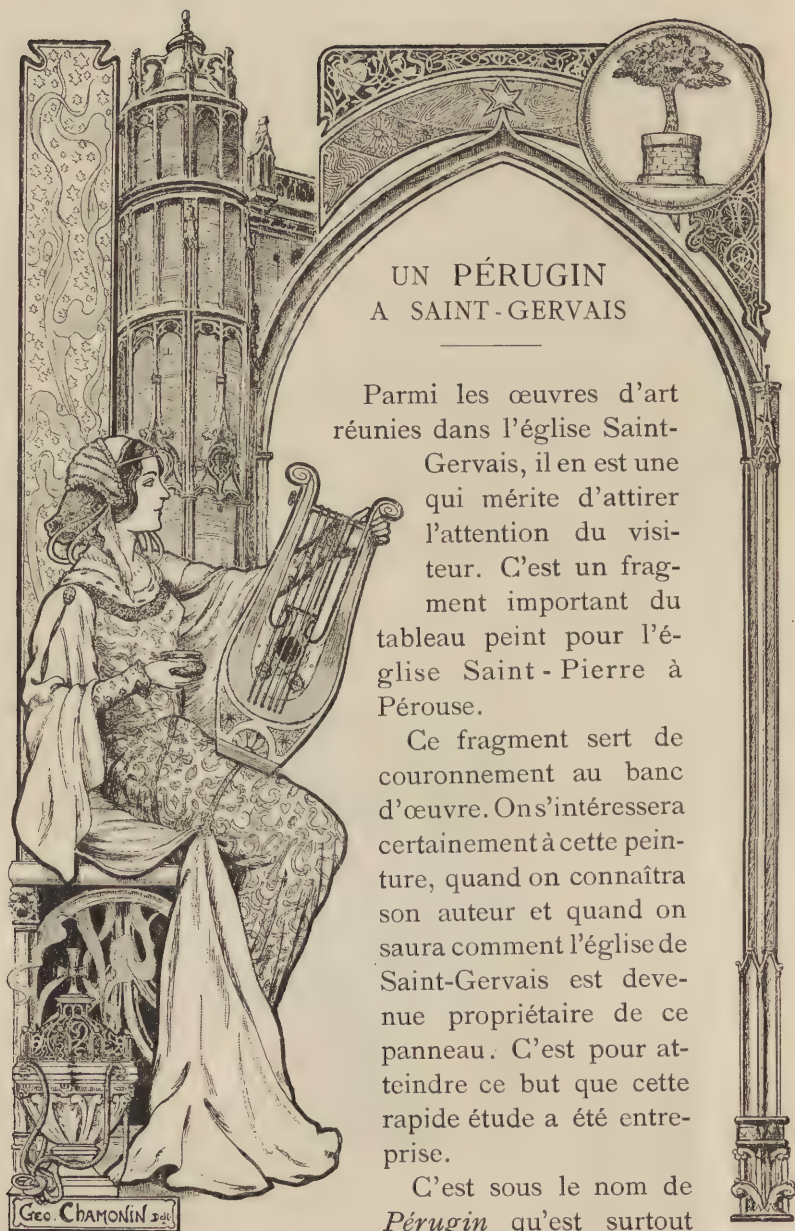 UN PÉRUGIN
A SAINT-GERVAIS
Parmi les œuvres d'art
réunies dans l'église Saint-
Gervais, il en est une
qui mérite d'attirer
l'attention du visi-
teur. C'est un frag-
ment important du
tableau peint pour l'é-
glise Saint-Pierre à
Pérouse.
Ce fragment sert de
couronnement au banc
d'œuvre. On s'intéressera
certainement à cette pein-
ture, quand on connaîtra
son auteur et quand on
saura comment l'église de
Saint-Gervais est deve-
nue propriétaire de ce
panneau. C'est pour at-
teindre ce but que cette
rapide étude a été entre-
prise.
C'est sous le nom de
Pérugin qu'est surtout
GEO. CHAMONIN Del